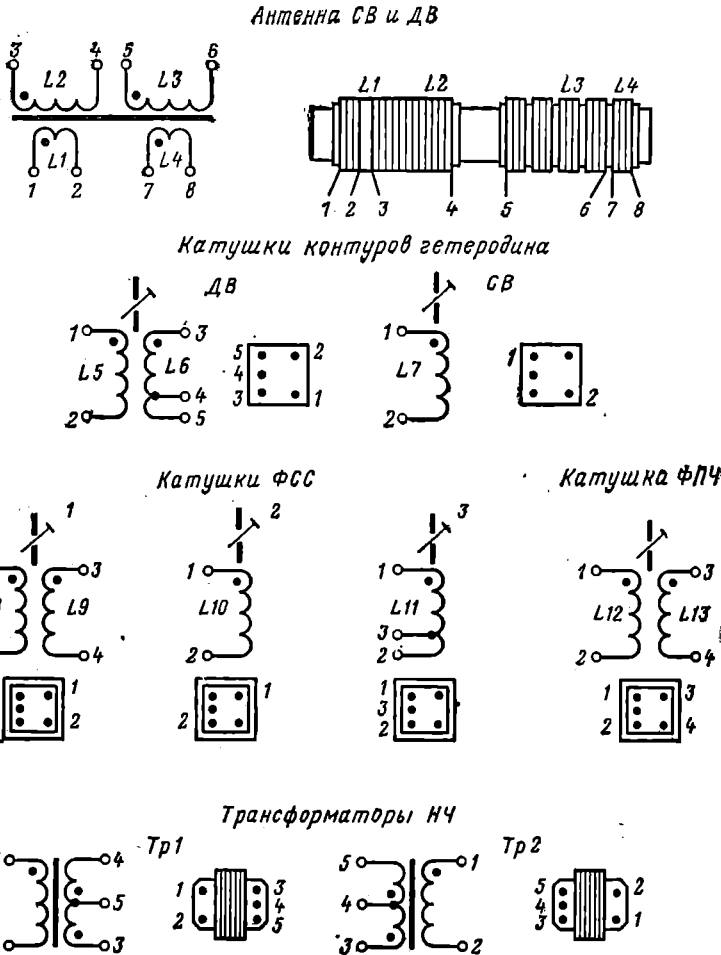 Антенна СВ и ДВ
3 4 5 6
L2 L3
L1 L4
1 2 7 8
L1 L2 L3 L4
1 2 3 4 5 6 7 8
Катушки контуров гетеродина
ДВ СВ
1 3 5 2 1 1
L5 L6 4 L7
2 4 5 3 1 2 2
Катушки ФСС Катушка ФПЧ
1 2 3
3 1 1 1 3
L9 L10 L11 L12 L13
4 2 3 2 2 4
1 1 1 1 3
3
2 2 2 2 4
Трансформаторы НЧ
Тр1 Тр2
4 5 1
5 1 3 4 5 2
4 4
3 2 5 3 2 3 1